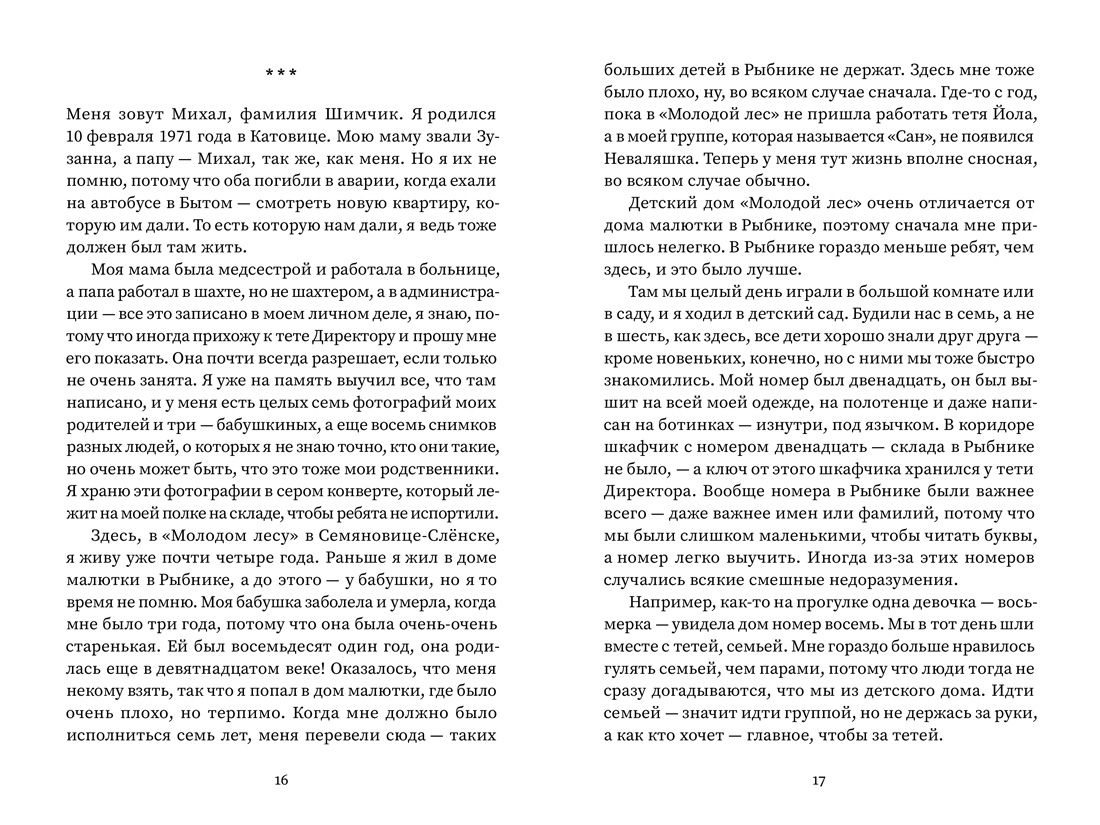 ***
Меня зовут Михал, фамилия Шимчик. Я родился
10 февраля 1971 года в Катовице. Мою маму звали Зу-
занна, а папу — Михал, так же, как меня. Но я их не
помню, потому что оба погибли в аварии, когда ехали
на автобусе в Бытом — смотреть новую квартиру, ко-
торую им дали. То есть которую нам дали, я ведь тоже
должен был там жить.
Моя мама была медсестрой и работала в больнице,
а папа работал в шахте, но не шахтером, а в администра-
ции — все это записано в моем личном деле, я знаю, по-
тому что иногда прихожу к тете Директору и прошу мне
его показать. Она почти всегда разрешает, если только
не очень занята. Я уже на память выучил все, что там
написано, и у меня есть целых семь фотографий моих
родителей и три — бабушкиных, а еще восемь снимков
разных людей, о которых я не знаю точно, кто они такие,
но очень может быть, что это тоже мои родственники.
Я храню эти фотографии в сером конверте, который ле-
жит на моей полке на складе, чтобы ребята не испортили.
Здесь, в «Молодом лесу» в Семяновице-Слёнске,
я живу уже почти четыре года. Раньше я жил в доме
малютки в Рыбнике, а до этого — у бабушки, но я то
время не помню. Моя бабушка заболела и умерла, когда
мне было три года, потому что она была очень-очень
старенькая. Ей был восемьдесят один год, она роди-
лась еще в девятнадцатом веке! Оказалось, что меня
некому взять, так что я попал в дом малютки, где было
очень плохо, но терпимо. Когда мне должно было
исполниться семь лет, меня перевели сюда — таких
16
больших детей в Рыбнике не держат. Здесь мне тоже
было плохо, ну, во всяком случае сначала. Где-то с год,
пока в «Молодой лес» не пришла работать тетя Йола,
а в моей группе, которая называется «Сан», не появился
Неваляшка. Теперь у меня тут жизнь вполне сносная,
во всяком случае обычно.
Детский дом «Молодой лес» очень отличается от
дома малютки в Рыбнике, поэтому сначала мне при-
шлось нелегко. В Рыбнике гораздо меньше ребят, чем
здесь, и это было лучше.
Там мы целый день играли в большой комнате или
в саду, и я ходил в детский сад. Будили нас в семь, а не
в шесть, как здесь, все дети хорошо знали друг друга —
кроме новеньких, конечно, но с ними мы тоже быстро
знакомились. Мой номер был двенадцать, он был вы-
шит на всей моей одежде, на полотенце и даже напи-
сан на ботинках — изнутри, под язычком. В коридоре
шкафчик с номером двенадцать — склада в Рыбнике
не было, — а ключ от этого шкафчика хранился у тети
Директора. Вообще номера в Рыбнике были важнее
всего — даже важнее имен или фамилий, потому что
мы были слишком маленькими, чтобы читать буквы,
а номер легко выучить. Иногда из-за этих номеров
случались всякие смешные недоразумения.
Например, как-то на прогулке одна девочка — вось-
мерка — увидела дом номер восемь. Мы в тот день шли
вместе с тетей, семьей. Мне гораздо больше нравилось
гулять семьей, чем парами, потому что люди тогда не
сразу догадываются, что мы из детского дома. Идти
семьей — значит идти группой, но не держась за руки,
а как кто хочет — главное, чтобы за тетей.
17